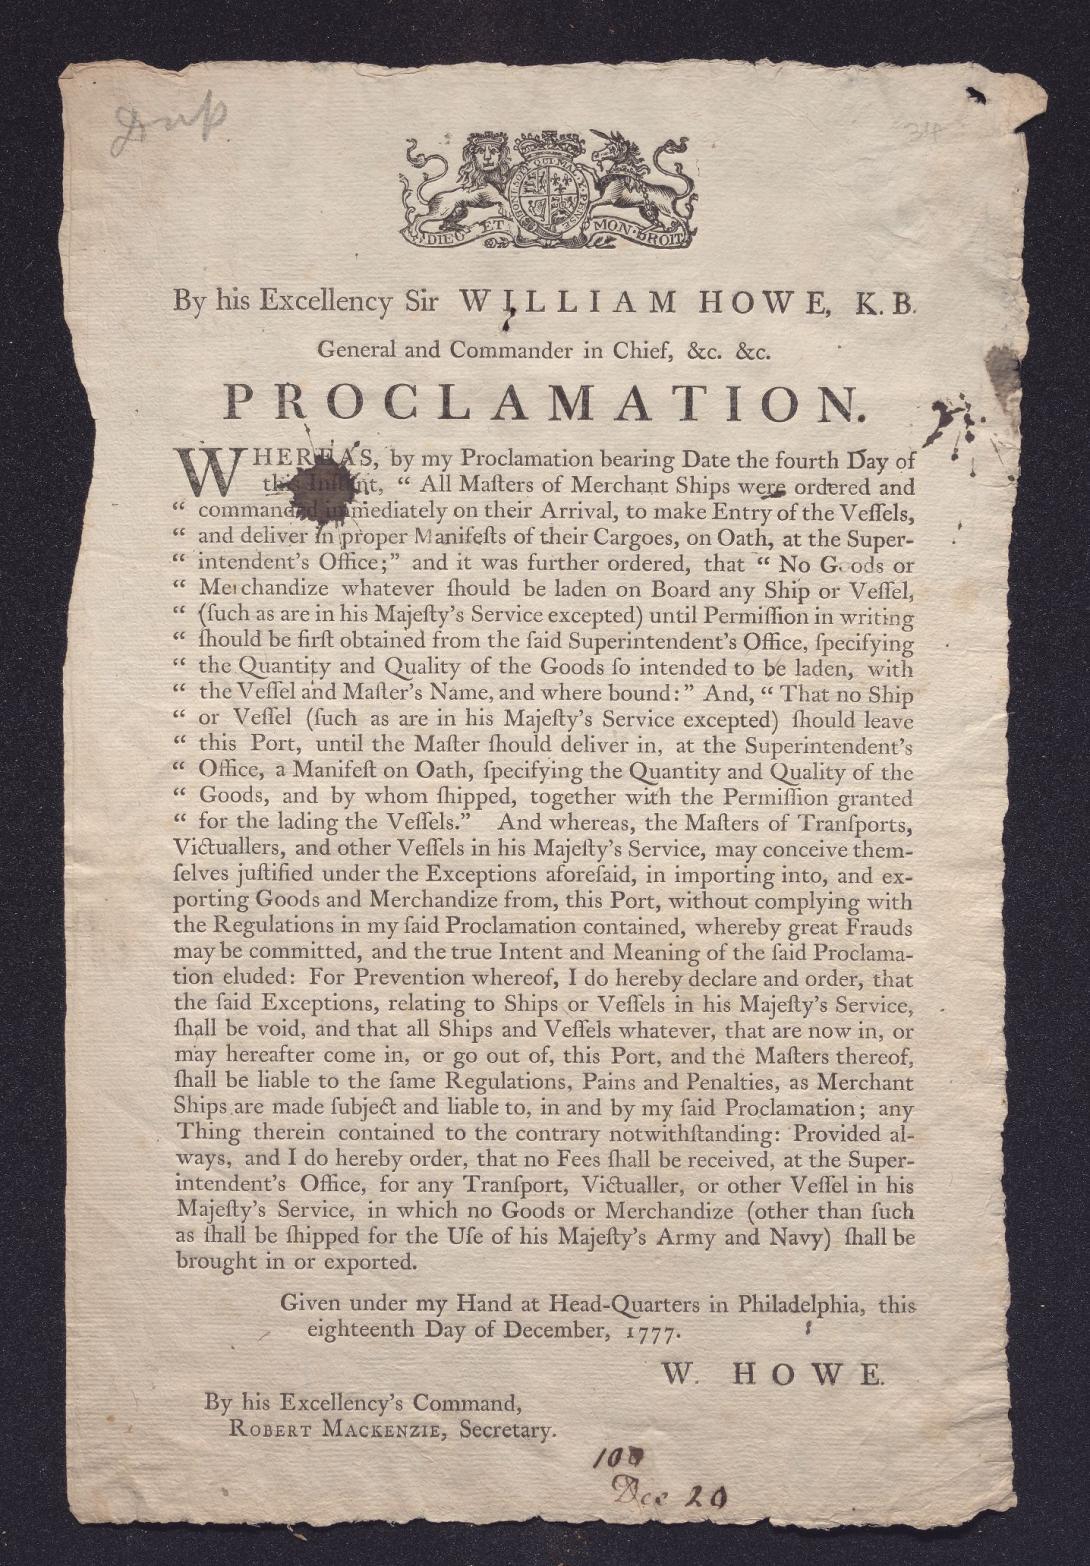 Dup
34
HONI SOIT QUI MAL Y PENSE
DIEU ET MON DROIT
By his Excellency Sir WILLIAM HOWE, K. B.
General and Commander in Chief, &c. &c.
PROCLAMATION.
WHEREAS, by my Proclamation bearing Date the fourth Day of
this Inſtant, “ All Maſters of Merchant Ships were ordered and
“ commanded immediately on their Arrival, to make Entry of the Veſſels,
“ and deliver in proper Manifeſts of their Cargoes, on Oath, at the Super-
“ intendent's Office;” and it was further ordered, that “ No Goods or
“ Merchandize whatever ſhould be laden on Board any Ship or Veſſel,
“ (ſuch as are in his Majeſty's Service excepted) until Permiſſion in writing
“ ſhould be firſt obtained from the ſaid Superintendent's Office, ſpecifying
“ the Quantity and Quality of the Goods ſo intended to be laden, with
“ the Veſſel and Maſter's Name, and where bound:” And, “ That no Ship
“ or Veſſel (ſuch as are in his Majeſty's Service excepted) ſhould leave
“ this Port, until the Maſter ſhould deliver in, at the Superintendent's
“ Office, a Manifeſt on Oath, ſpecifying the Quantity and Quality of the
“ Goods, and by whom ſhipped, together with the Permiſſion granted
“ for the lading the Veſſels.” And whereas, the Maſters of Tranſports,
Victuallers, and other Veſſels in his Majeſty's Service, may conceive them-
ſelves juſtified under the Exceptions aforeſaid, in importing into, and ex-
porting Goods and Merchandize from, this Port, without complying with
the Regulations in my ſaid Proclamation contained, whereby great Frauds
may be committed, and the true Intent and Meaning of the ſaid Proclama-
tion eluded: For Prevention whereof, I do hereby declare and order, that
the ſaid Exceptions, relating to Ships or Veſſels in his Majeſty's Service,
ſhall be void, and that all Ships and Veſſels whatever, that are now in, or
may hereafter come in, or go out of, this Port, and the Maſters thereof,
ſhall be liable to the ſame Regulations, Pains and Penalties, as Merchant
Ships are made ſubject and liable to, in and by my ſaid Proclamation; any
Thing therein contained to the contrary notwithſtanding: Provided al-
ways, and I do hereby order, that no Fees ſhall be received, at the Super-
intendent's Office, for any Tranſport, Victualler, or other Veſſel in his
Majeſty's Service, in which no Goods or Merchandize (other than ſuch
as ſhall be ſhipped for the Uſe of his Majeſty's Army and Navy) ſhall be
brought in or exported.
Given under my Hand at Head-Quarters in Philadelphia, this
eighteenth Day of December, 1777.
W. HOWE.
By his Excellency's Command,
ROBERT MACKENZIE, Secretary.
100
Dec 20